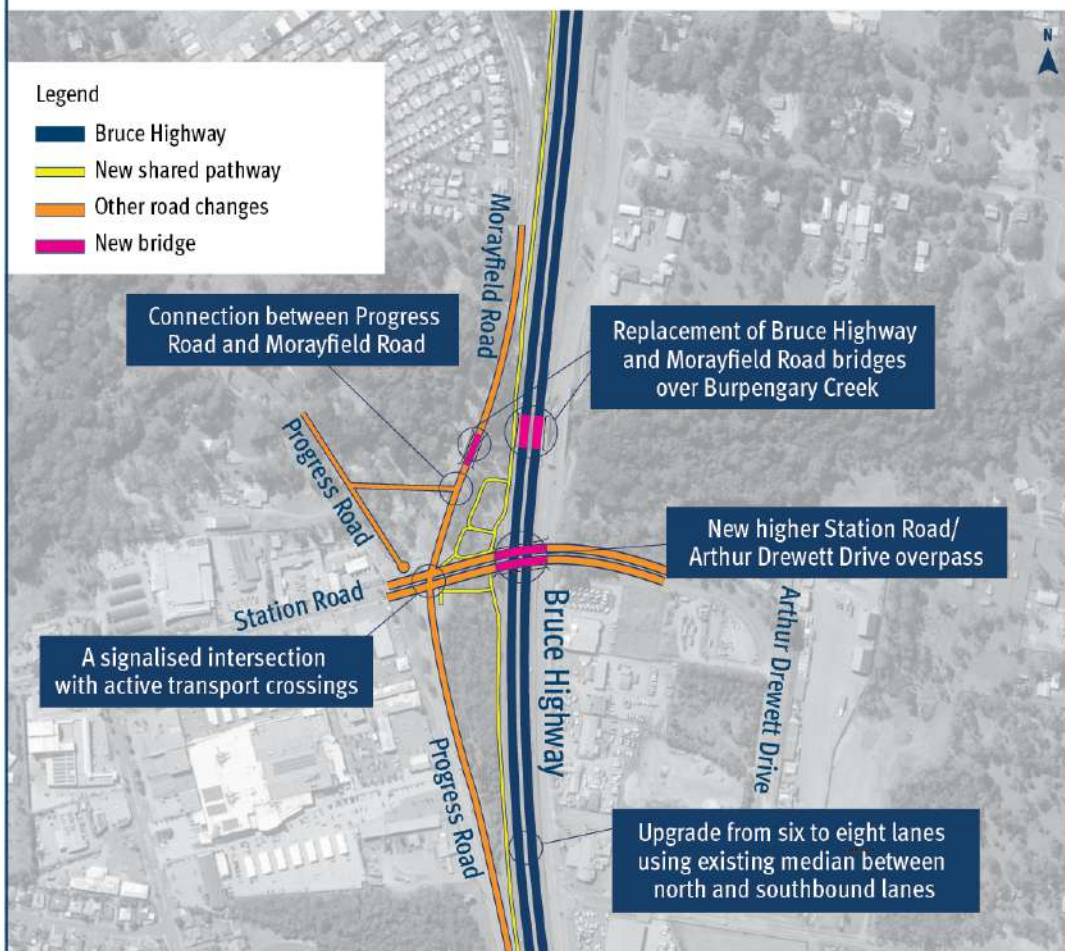 N
Legend
Bruce Highway
New shared pathway
Other road changes
New bridge
Morayfield Road
Connection between Progress
Road and Morayfield Road
Replacement of Bruce Highway
and Morayfield Road bridges
over Burpengary Creek
Progress Road
New higher Station Road/
Arthur Drewett Drive overpass
Station Road
A signalised intersection
with active transport crossings
Bruce Highway
Arthur Drewett Drive
Progress Road
Upgrade from six to eight lanes
using existing median between
north and southbound lanes